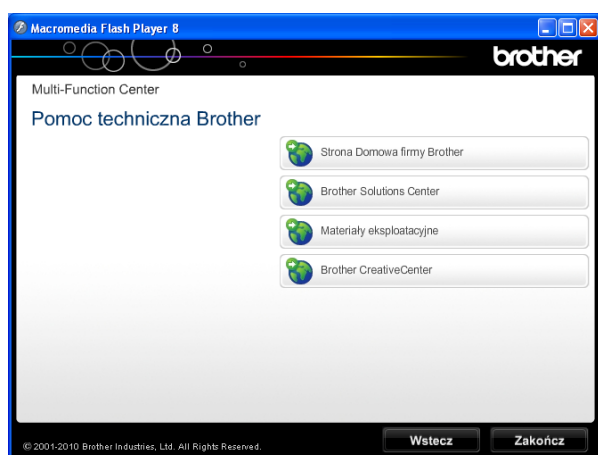 Macromedia Flash Player 8
brother
Multi-Function Center
Pomoc techniczna Brother
Strona Domowa firmy Brother
Brother Solutions Center
Materiały eksploatacyjne
Brother CreativeCenter
© 2001-2010 Brother Industries, Ltd. All Rights Reserved.
Wstecz
Zakończ